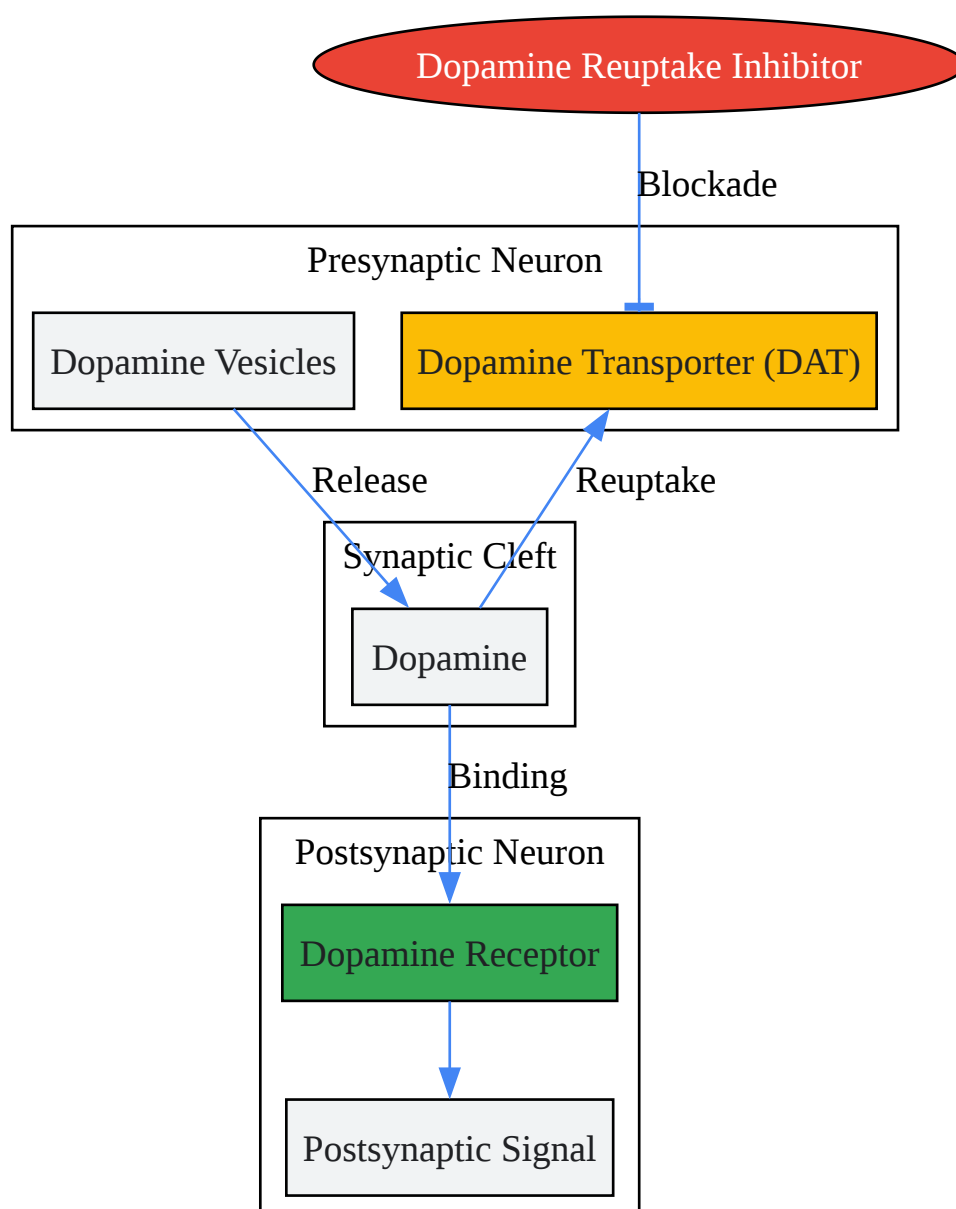 Dopamine Reuptake Inhibitor
Blockade
Presynaptic Neuron
Dopamine Vesicles
Dopamine Transporter (DAT)
Release
Reuptake
Synaptic Cleft
Dopamine
Binding
Postsynaptic Neuron
Dopamine Receptor
Postsynaptic Signal